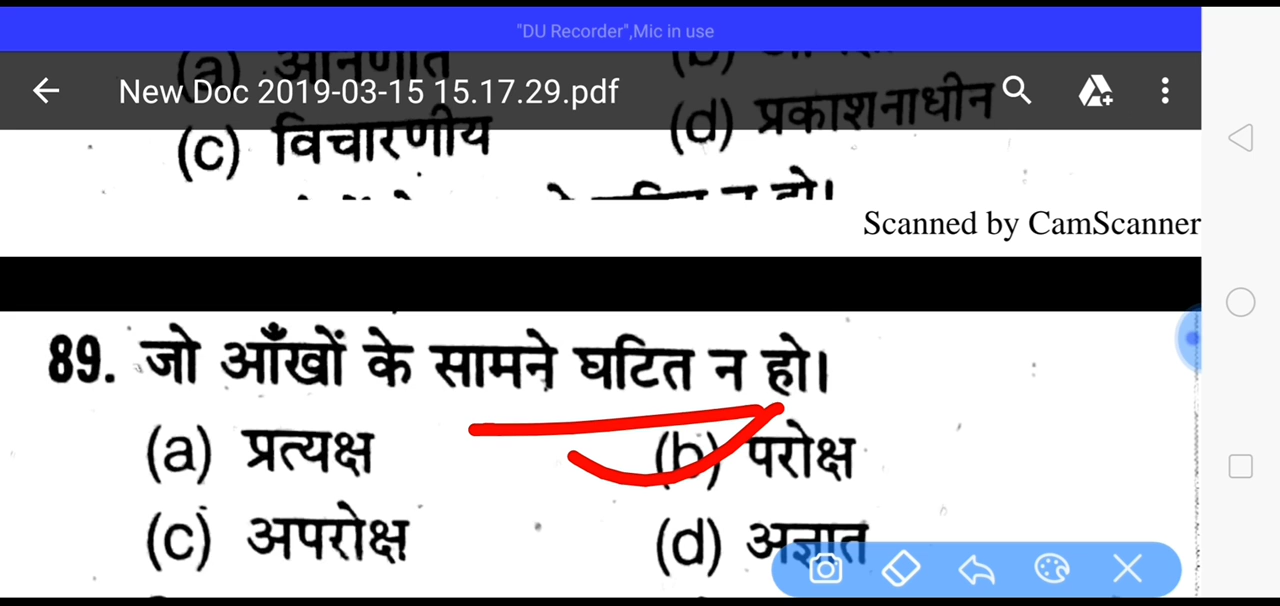 "DU Recorder",Mic in use
(a)
New Doc 2019-03-15 15.17.29.pdf
(c) विचारणीय (d) प्रकाशनाधीन
Scanned by CamScanner
89. जो आँखों के सामने घटित न हो।
(a) प्रत्यक्ष (b) परोक्ष
(c) अपरोक्ष (d) अज्ञात